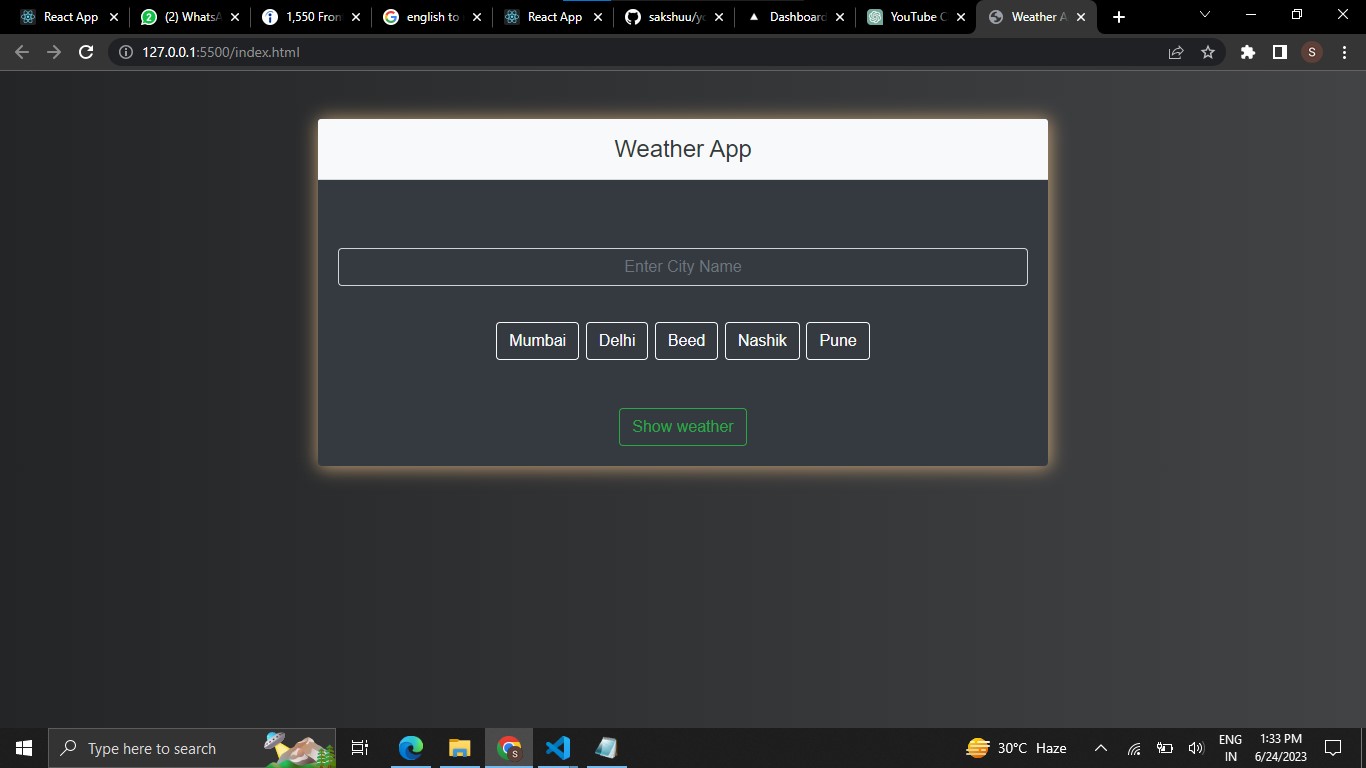 React App (2) WhatsA 1,550 Fron english to React App sakshuu/yo Dashboard YouTube C Weather A
127.0.0.1:5500/index.html S
Weather App
Enter City Name
Mumbai Delhi Beed Nashik Pune
Show weather
Type here to search 30°C Haze ENG IN 1:33 PM 6/24/2023